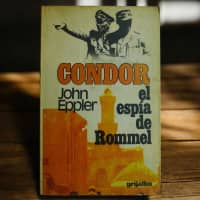 CONDOR
John
Eppler
el
espía
de
Rommel
grijalbo